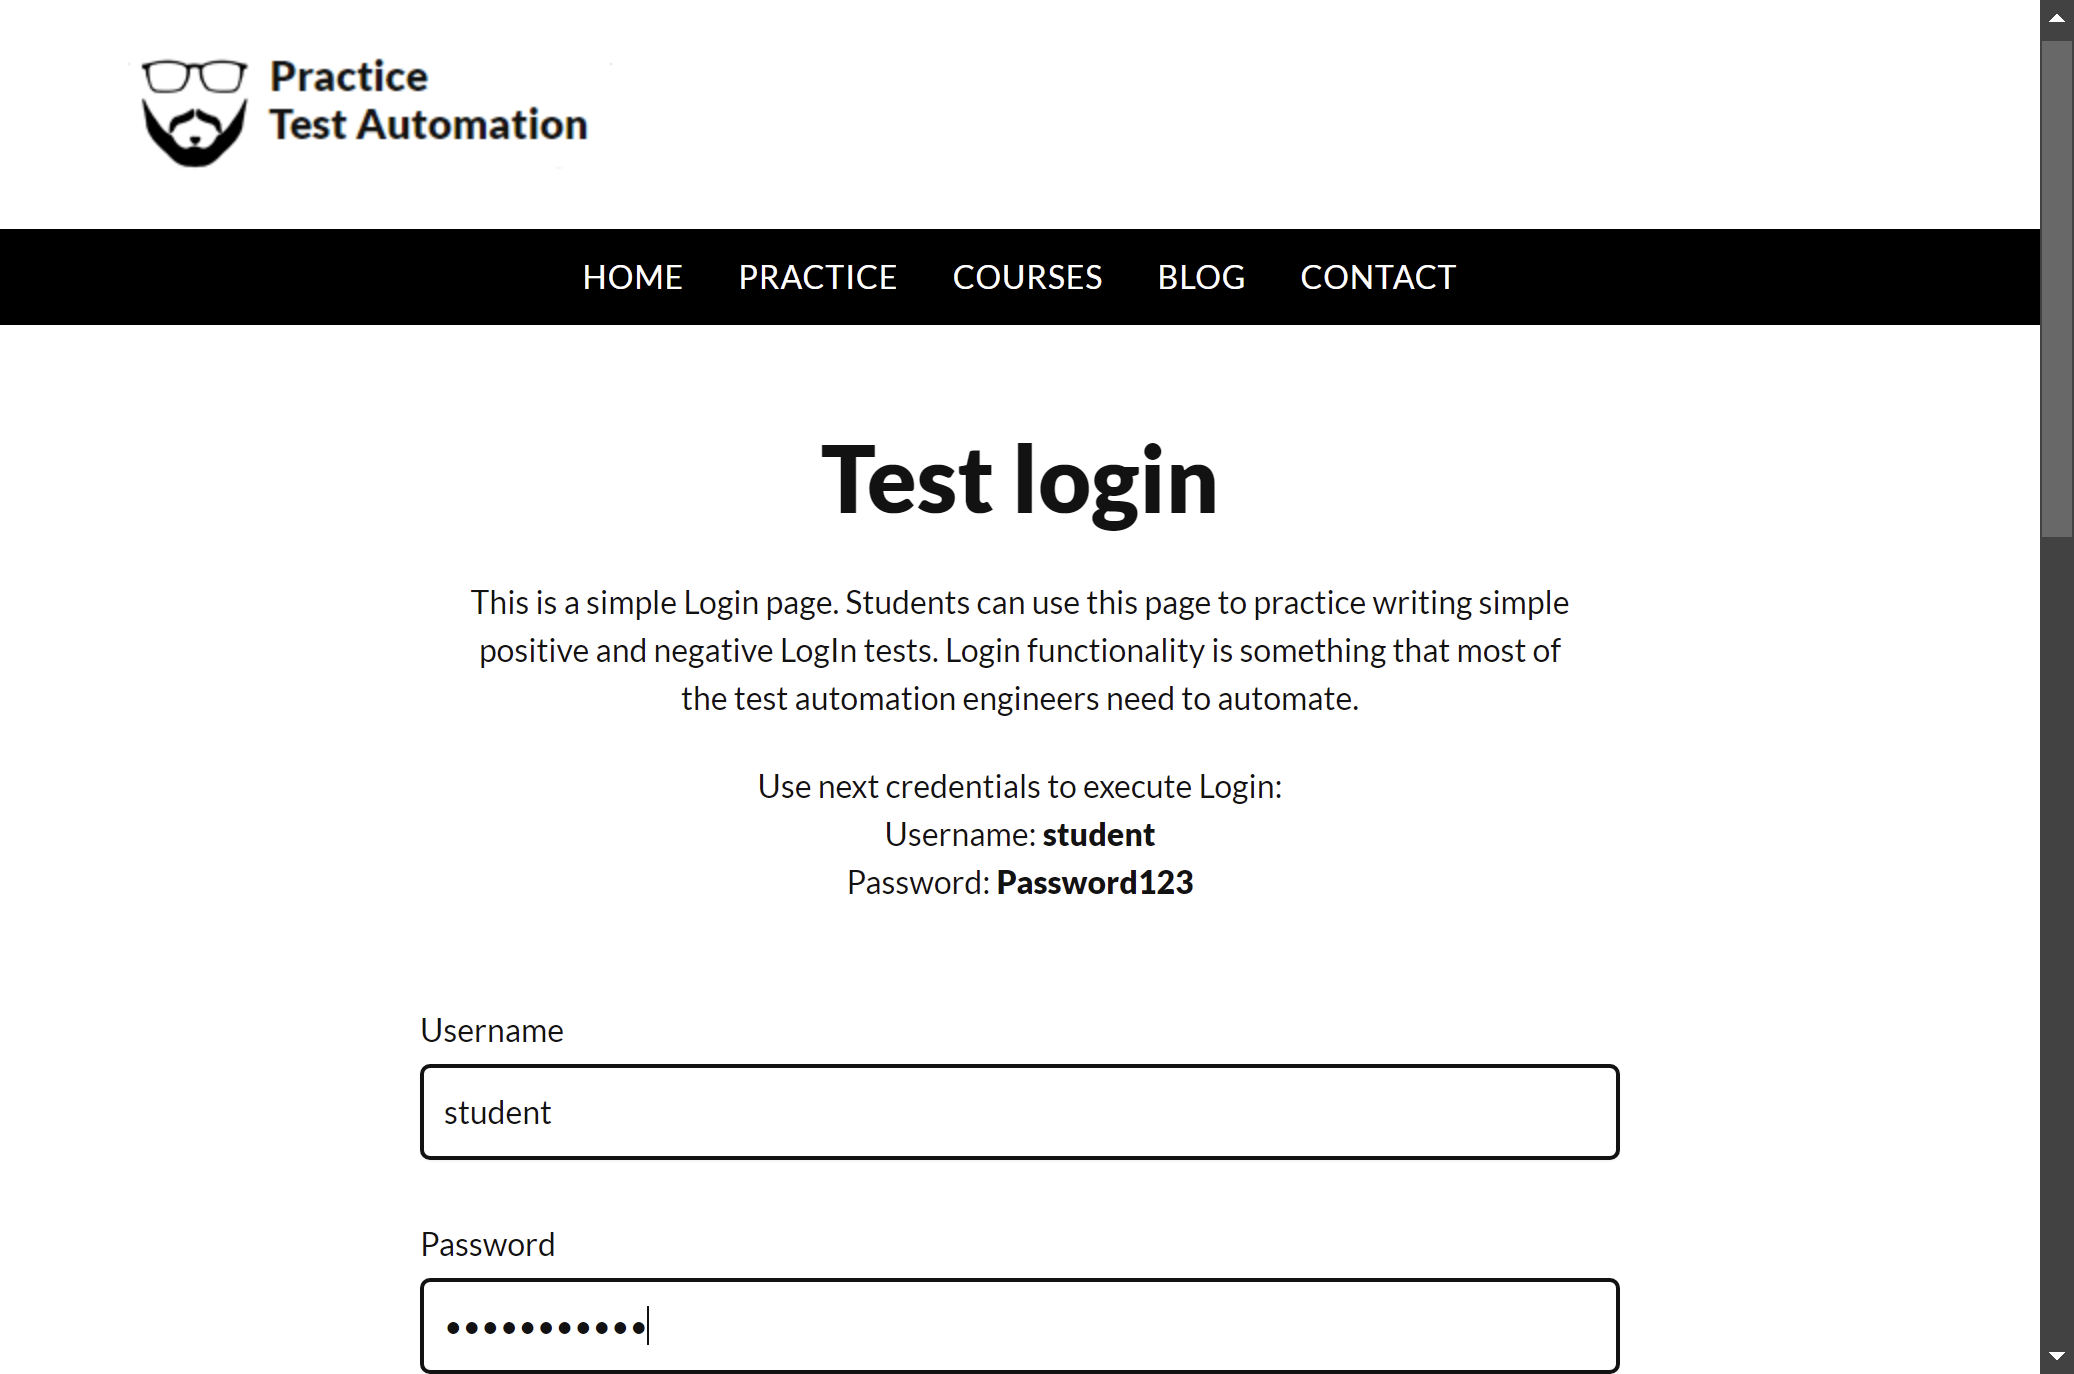 Practice
Test Automation
HOME PRACTICE COURSES BLOG CONTACT
Test login
This is a simple Login page. Students can use this page to practice writing simple
positive and negative LogIn tests. Login functionality is something that most of
the test automation engineers need to automate.
Use next credentials to execute Login:
Username: student
Password: Password123
Username
student
Password
•••••••••••